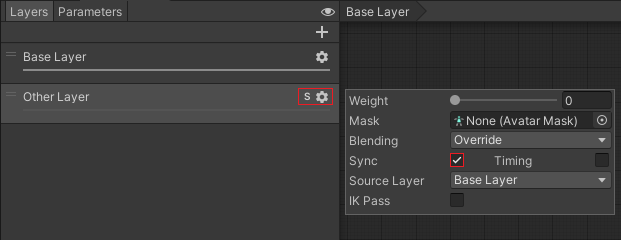 Layers Parameters
Base Layer
Base Layer
Other Layer S
Weight 0
Mask None (Avatar Mask)
Blending Override
Sync Timing
Source Layer Base Layer
IK Pass